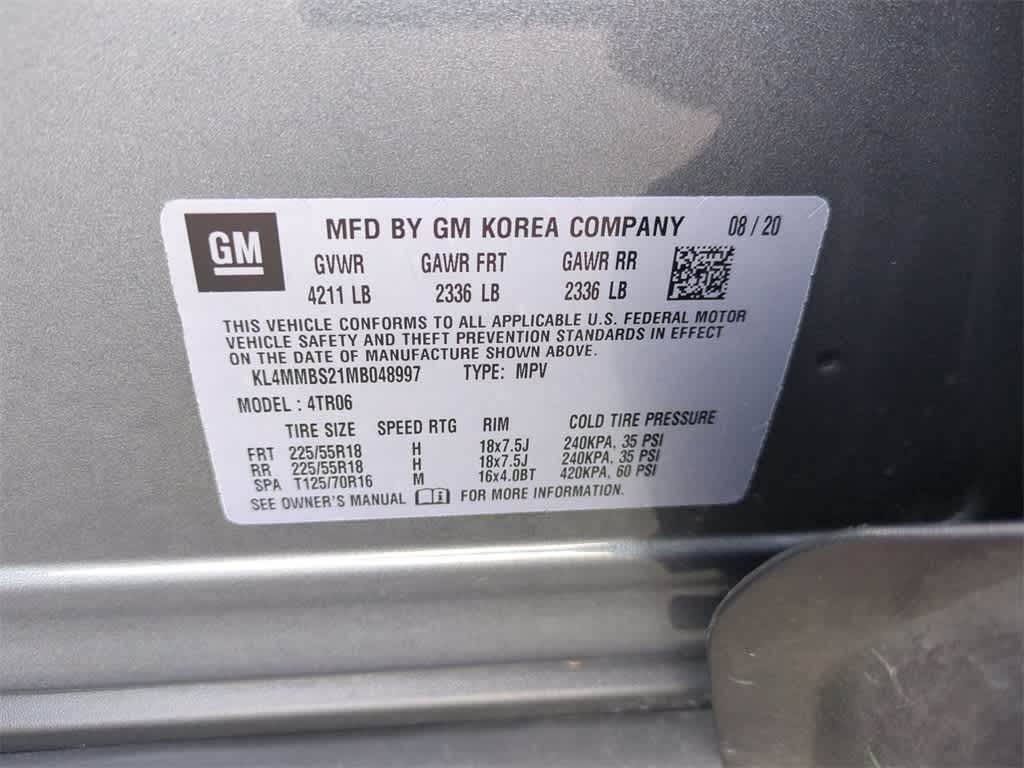 GM
MFD BY GM KOREA COMPANY 08 / 20
GVWR GAWR FRT GAWR RR
4211 LB 2336 LB 2336 LB
THIS VEHICLE CONFORMS TO ALL APPLICABLE U.S. FEDERAL MOTOR
VEHICLE SAFETY AND THEFT PREVENTION STANDARDS IN EFFECT
ON THE DATE OF MANUFACTURE SHOWN ABOVE.
KL4MMBS21MB048997 TYPE: MPV
MODEL : 4TR06
TIRE SIZE SPEED RTG RIM COLD TIRE PRESSURE
FRT 225/55R18 H 18x7.5J 240KPA, 35 PSI
RR 225/55R18 H 18x7.5J 240KPA, 35 PSI
SPA T125/70R16 M 16x4.0BT 420KPA, 60 PSI
SEE OWNER'S MANUAL FOR MORE INFORMATION.